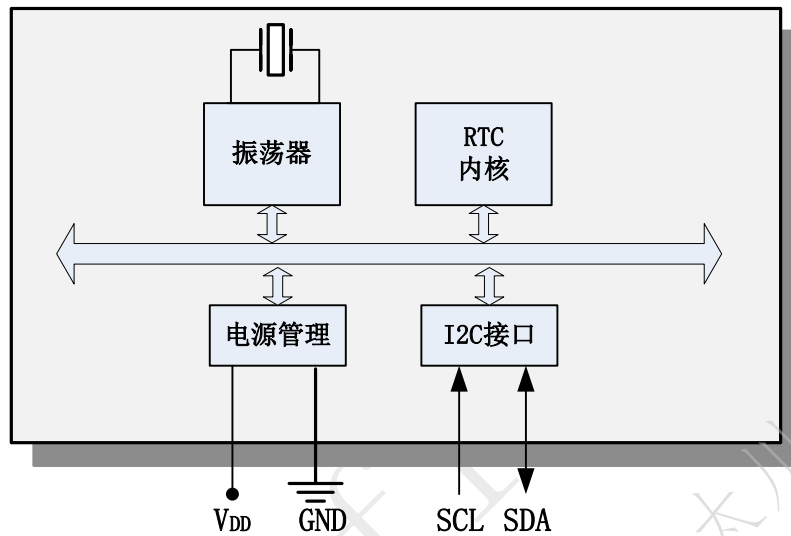 振荡器
RTC
内核
电源管理
I2C接口
VDD
GND
SCL
SDA